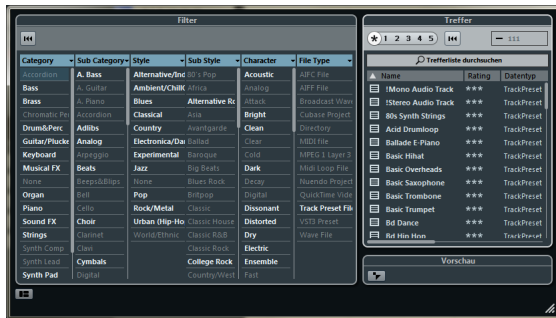 Filter
Category Sub Category Style Sub Style Character File Type
Accordion A. Bass Alternative/Ind 80's Pop Acoustic AIFC File
Bass A. Guitar Ambient/ChillO Africa Analog AIFF File
Brass A. Piano Blues Alternative Ro Attack Broadcast Wave
Chromatic Per Accordion Classical Asia Bright Cubase Project
Drum&Perc Adlibs Country Avantgarde Clean Directory
Guitar/Plucke Analog Electronica/Dan Ballad Clear MIDI file
Keyboard Arpeggio Experimental Baroque Cold MPEG 1 Layer 3
Musical FX Beats Jazz Big Beats Dark Midi Loop File
None Beeps&Blips None Blues Rock Decay Nuendo Project
Organ Bell Pop Britpop Digital QuickTime Vide
Piano Cello Rock/Metal Classic Dissonant Track Preset File
Sound FX Choir Urban (Hip-Ho Classic House Distorted VST3 Preset
Strings Clarinet World/Ethnic Classic R&B Dry Wave File
Synth Comp Clavi Classic Rock Electric
Synth Lead Cymbals College Rock Ensemble
Synth Pad Digital Country/West Fast
Treffer
1 2 3 4 5 111
Trefferliste durchsuchen
Name Rating Datentyp
!Mono Audio Track *** TrackPreset
!Stereo Audio Track *** TrackPreset
80s Synth Strings *** TrackPreset
Acid Drumloop *** TrackPreset
Ballade E-Piano *** TrackPreset
Basic Hihat *** TrackPreset
Basic Overheads *** TrackPreset
Basic Saxophone *** TrackPreset
Basic Trombone *** TrackPreset
Basic Trumpet *** TrackPreset
Bd Dance *** TrackPreset
Bd Hip Hop *** TrackPreset
Vorschau